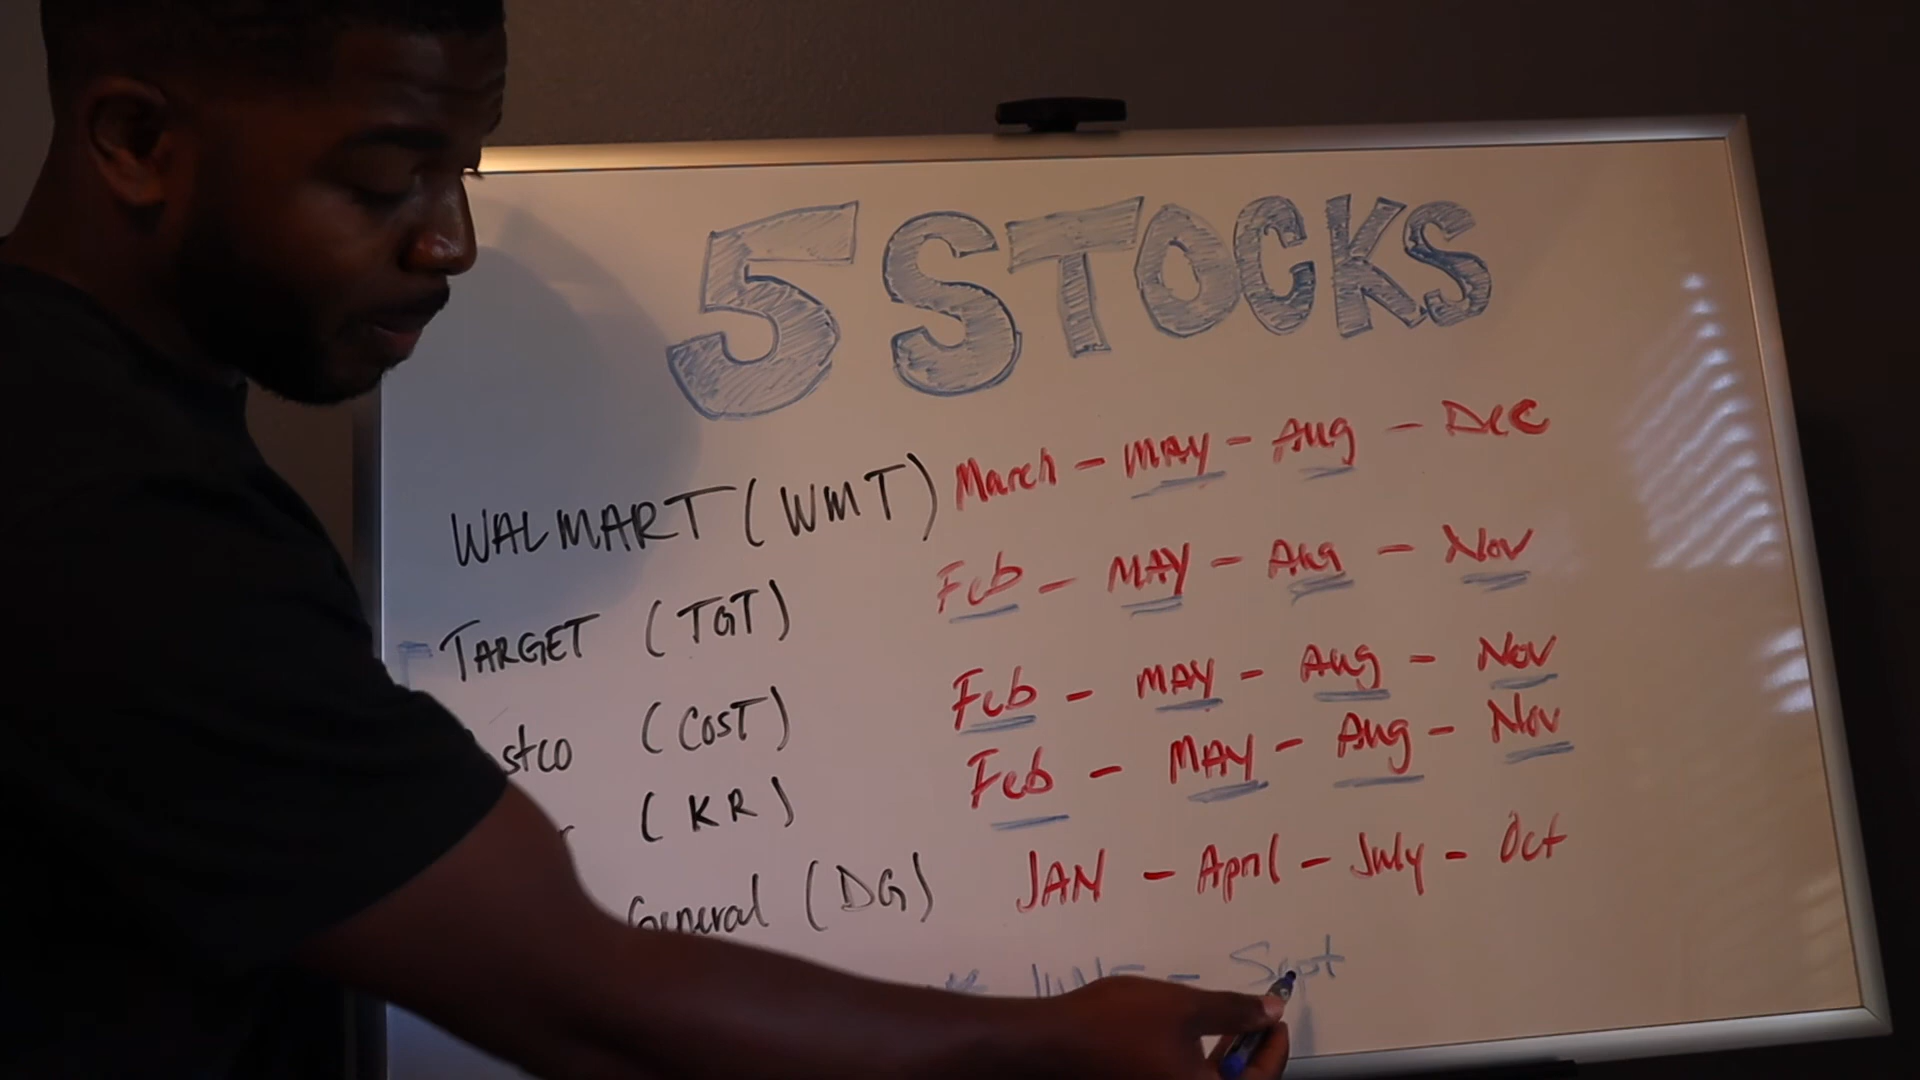 5 STOCKS
WALMART (WMT) March - MAY - Aug - Dec
TARGET (TGT) Feb - MAY - Aug - Nov
stco (COST) Feb - MAY - Aug - Nov
(KR) Feb - MAY - Aug - Nov
General (DG) JAN - April - July - Oct
JUNE - Sept